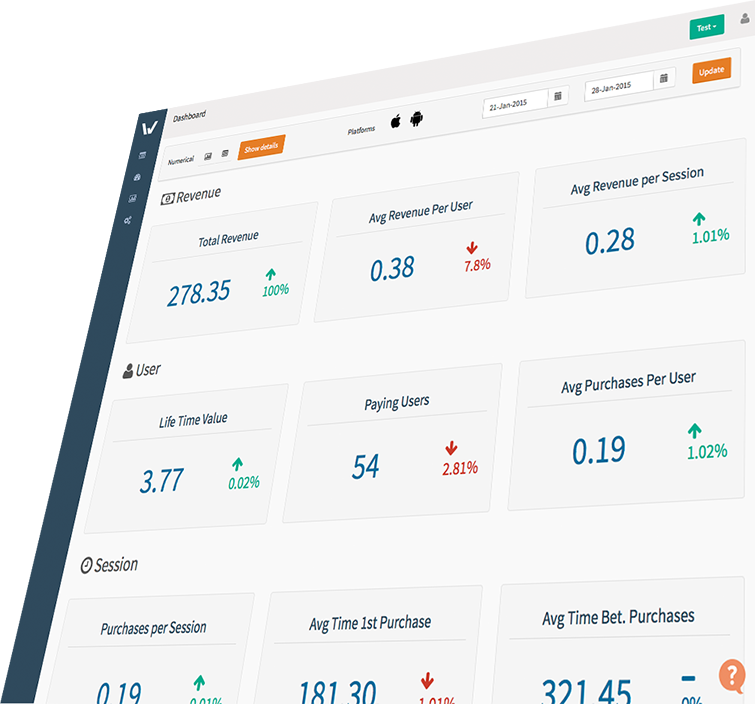 Test
Dashboard
Numerical
Show details
Platforms
21-Jan-2015
28-Jan-2015
Update
Revenue
Total Revenue
278.35
100%
Avg Revenue Per User
0.38
7.8%
Avg Revenue per Session
0.28
1.01%
User
Life Time Value
3.77
0.02%
Paying Users
54
2.81%
Avg Purchases Per User
0.19
1.02%
Session
Purchases per Session
0.19
0.01%
Avg Time 1st Purchase
181.30
1.01%
Avg Time Bet. Purchases
321.45
0%
?